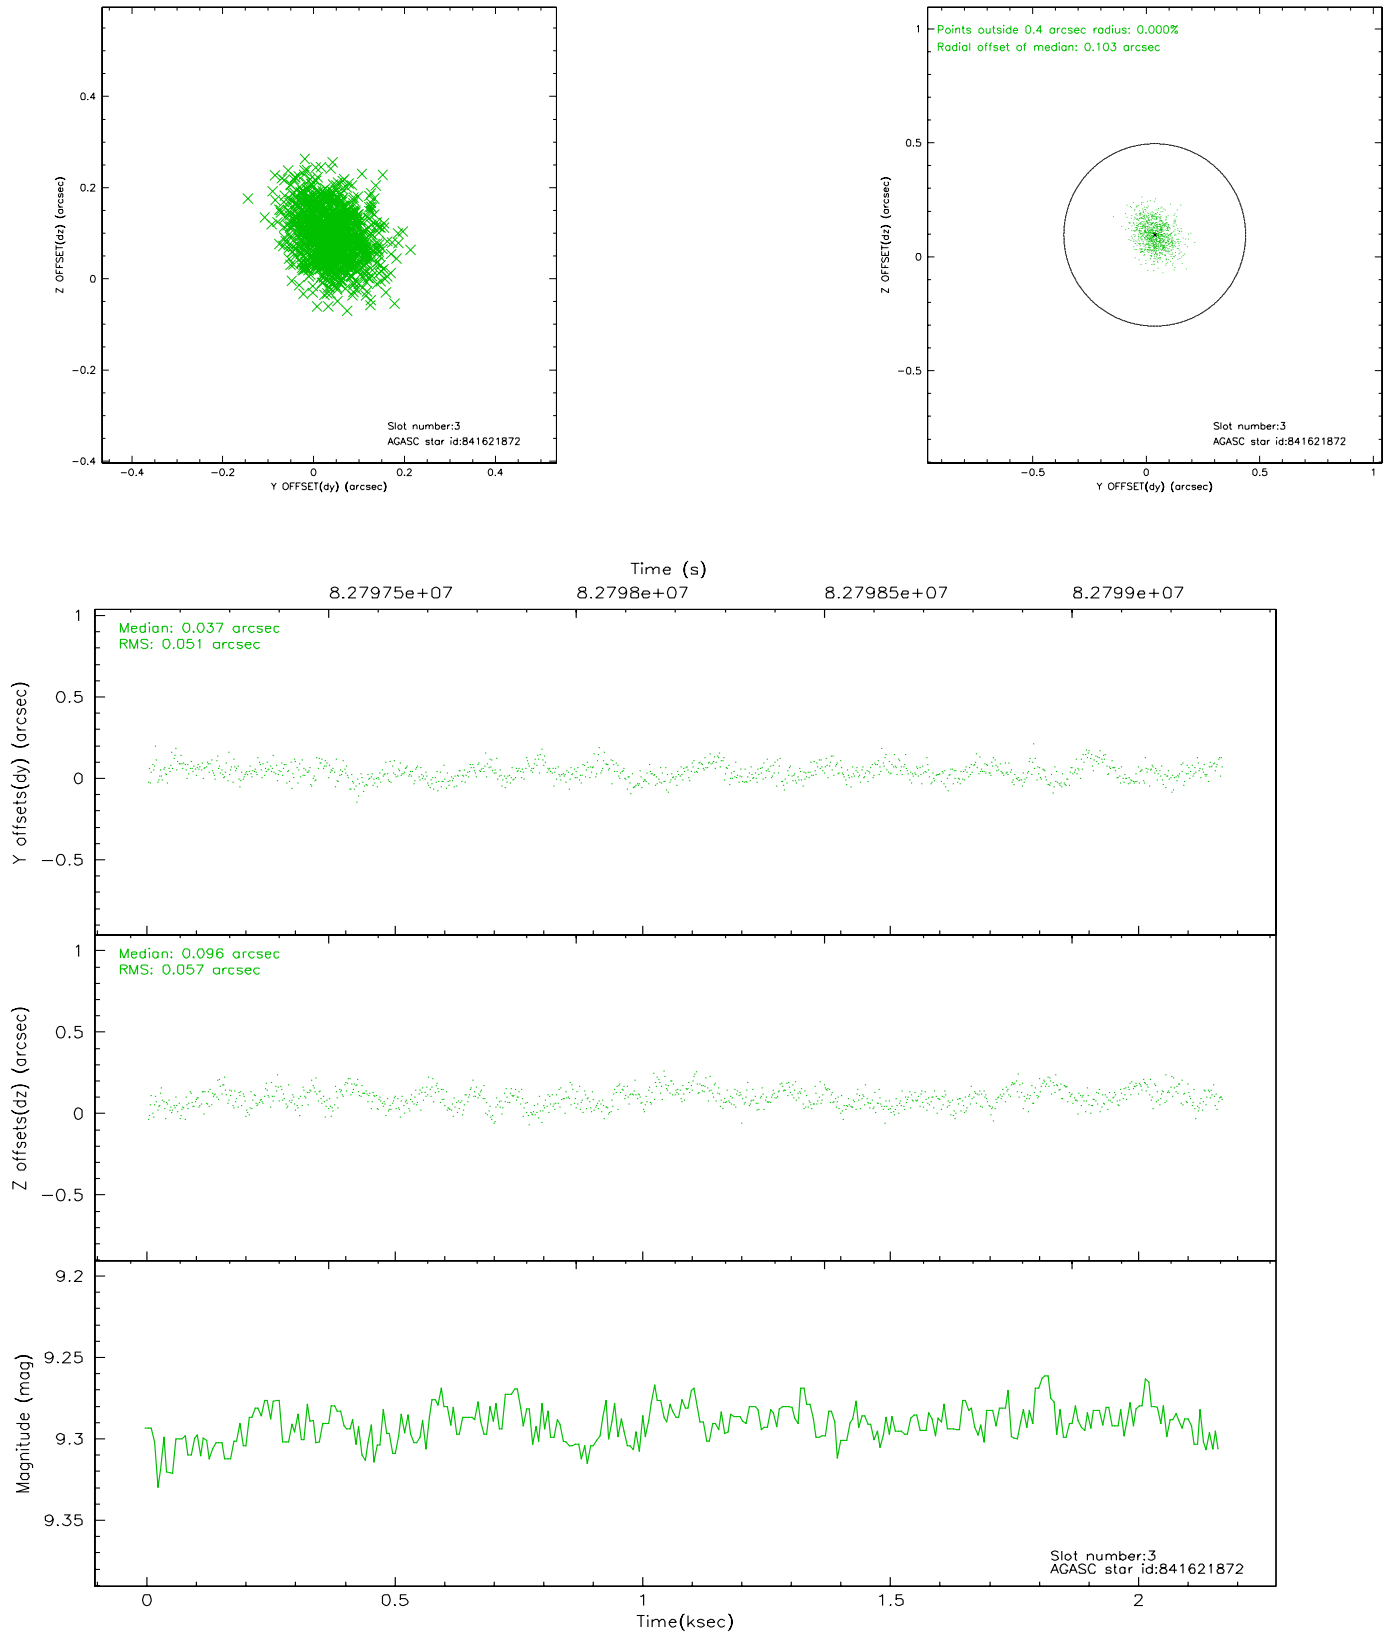 0.4
0.2
0
−0.2
−0.4
Z OFFSET(dz) (arcsec)
Slot number:3
AGASC star id:841621872
−0.4
−0.2
0
0.2
0.4
Y OFFSET(dy) (arcsec)
Points outside 0.4 arcsec radius: 0.000%
Radial offset of median: 0.103 arcsec
1
0.5
0
−0.5
Z OFFSET(dz) (arcsec)
Slot number:3
AGASC star id:841621872
−0.5
0
0.5
1
Y OFFSET(dy) (arcsec)
Time (s)
8.27975e+07
8.2798e+07
8.27985e+07
8.2799e+07
Median: 0.037 arcsec
RMS: 0.051 arcsec
1
0.5
0
−0.5
Y offsets(dy) (arcsec)
Median: 0.096 arcsec
RMS: 0.057 arcsec
1
0.5
0
−0.5
Z offsets(dz) (arcsec)
9.2
9.25
9.3
9.35
Magnitude (mag)
Slot number:3
AGASC star id:841621872
0
0.5
1
1.5
2
Time(ksec)